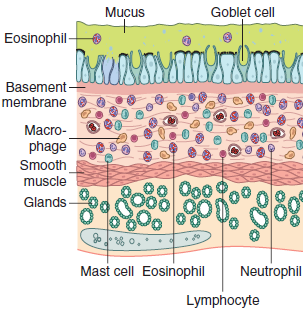 Mucus
Goblet cell
Eosinophil
Basement
membrane
Macro-
phage
Smooth
muscle
Glands
Mast cell
Eosinophil
Neutrophil
Lymphocyte